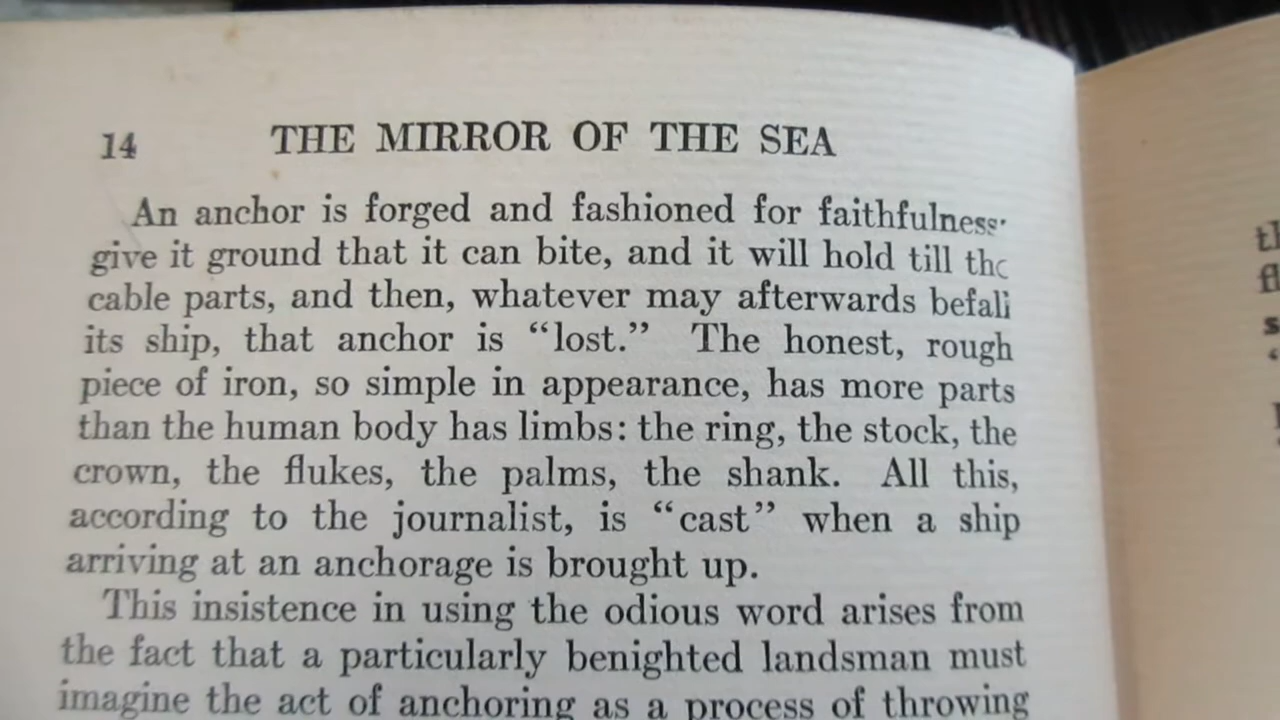 14 THE MIRROR OF THE SEA
An anchor is forged and fashioned for faithfulness;
give it ground that it can bite, and it will hold till the
cable parts, and then, whatever may afterwards befall
its ship, that anchor is “lost.” The honest, rough
piece of iron, so simple in appearance, has more parts
than the human body has limbs: the ring, the stock, the
crown, the flukes, the palms, the shank. All this,
according to the journalist, is “cast” when a ship
arriving at an anchorage is brought up.
This insistence in using the odious word arises from
the fact that a particularly benighted landsman must
imagine the act of anchoring as a process of throwing